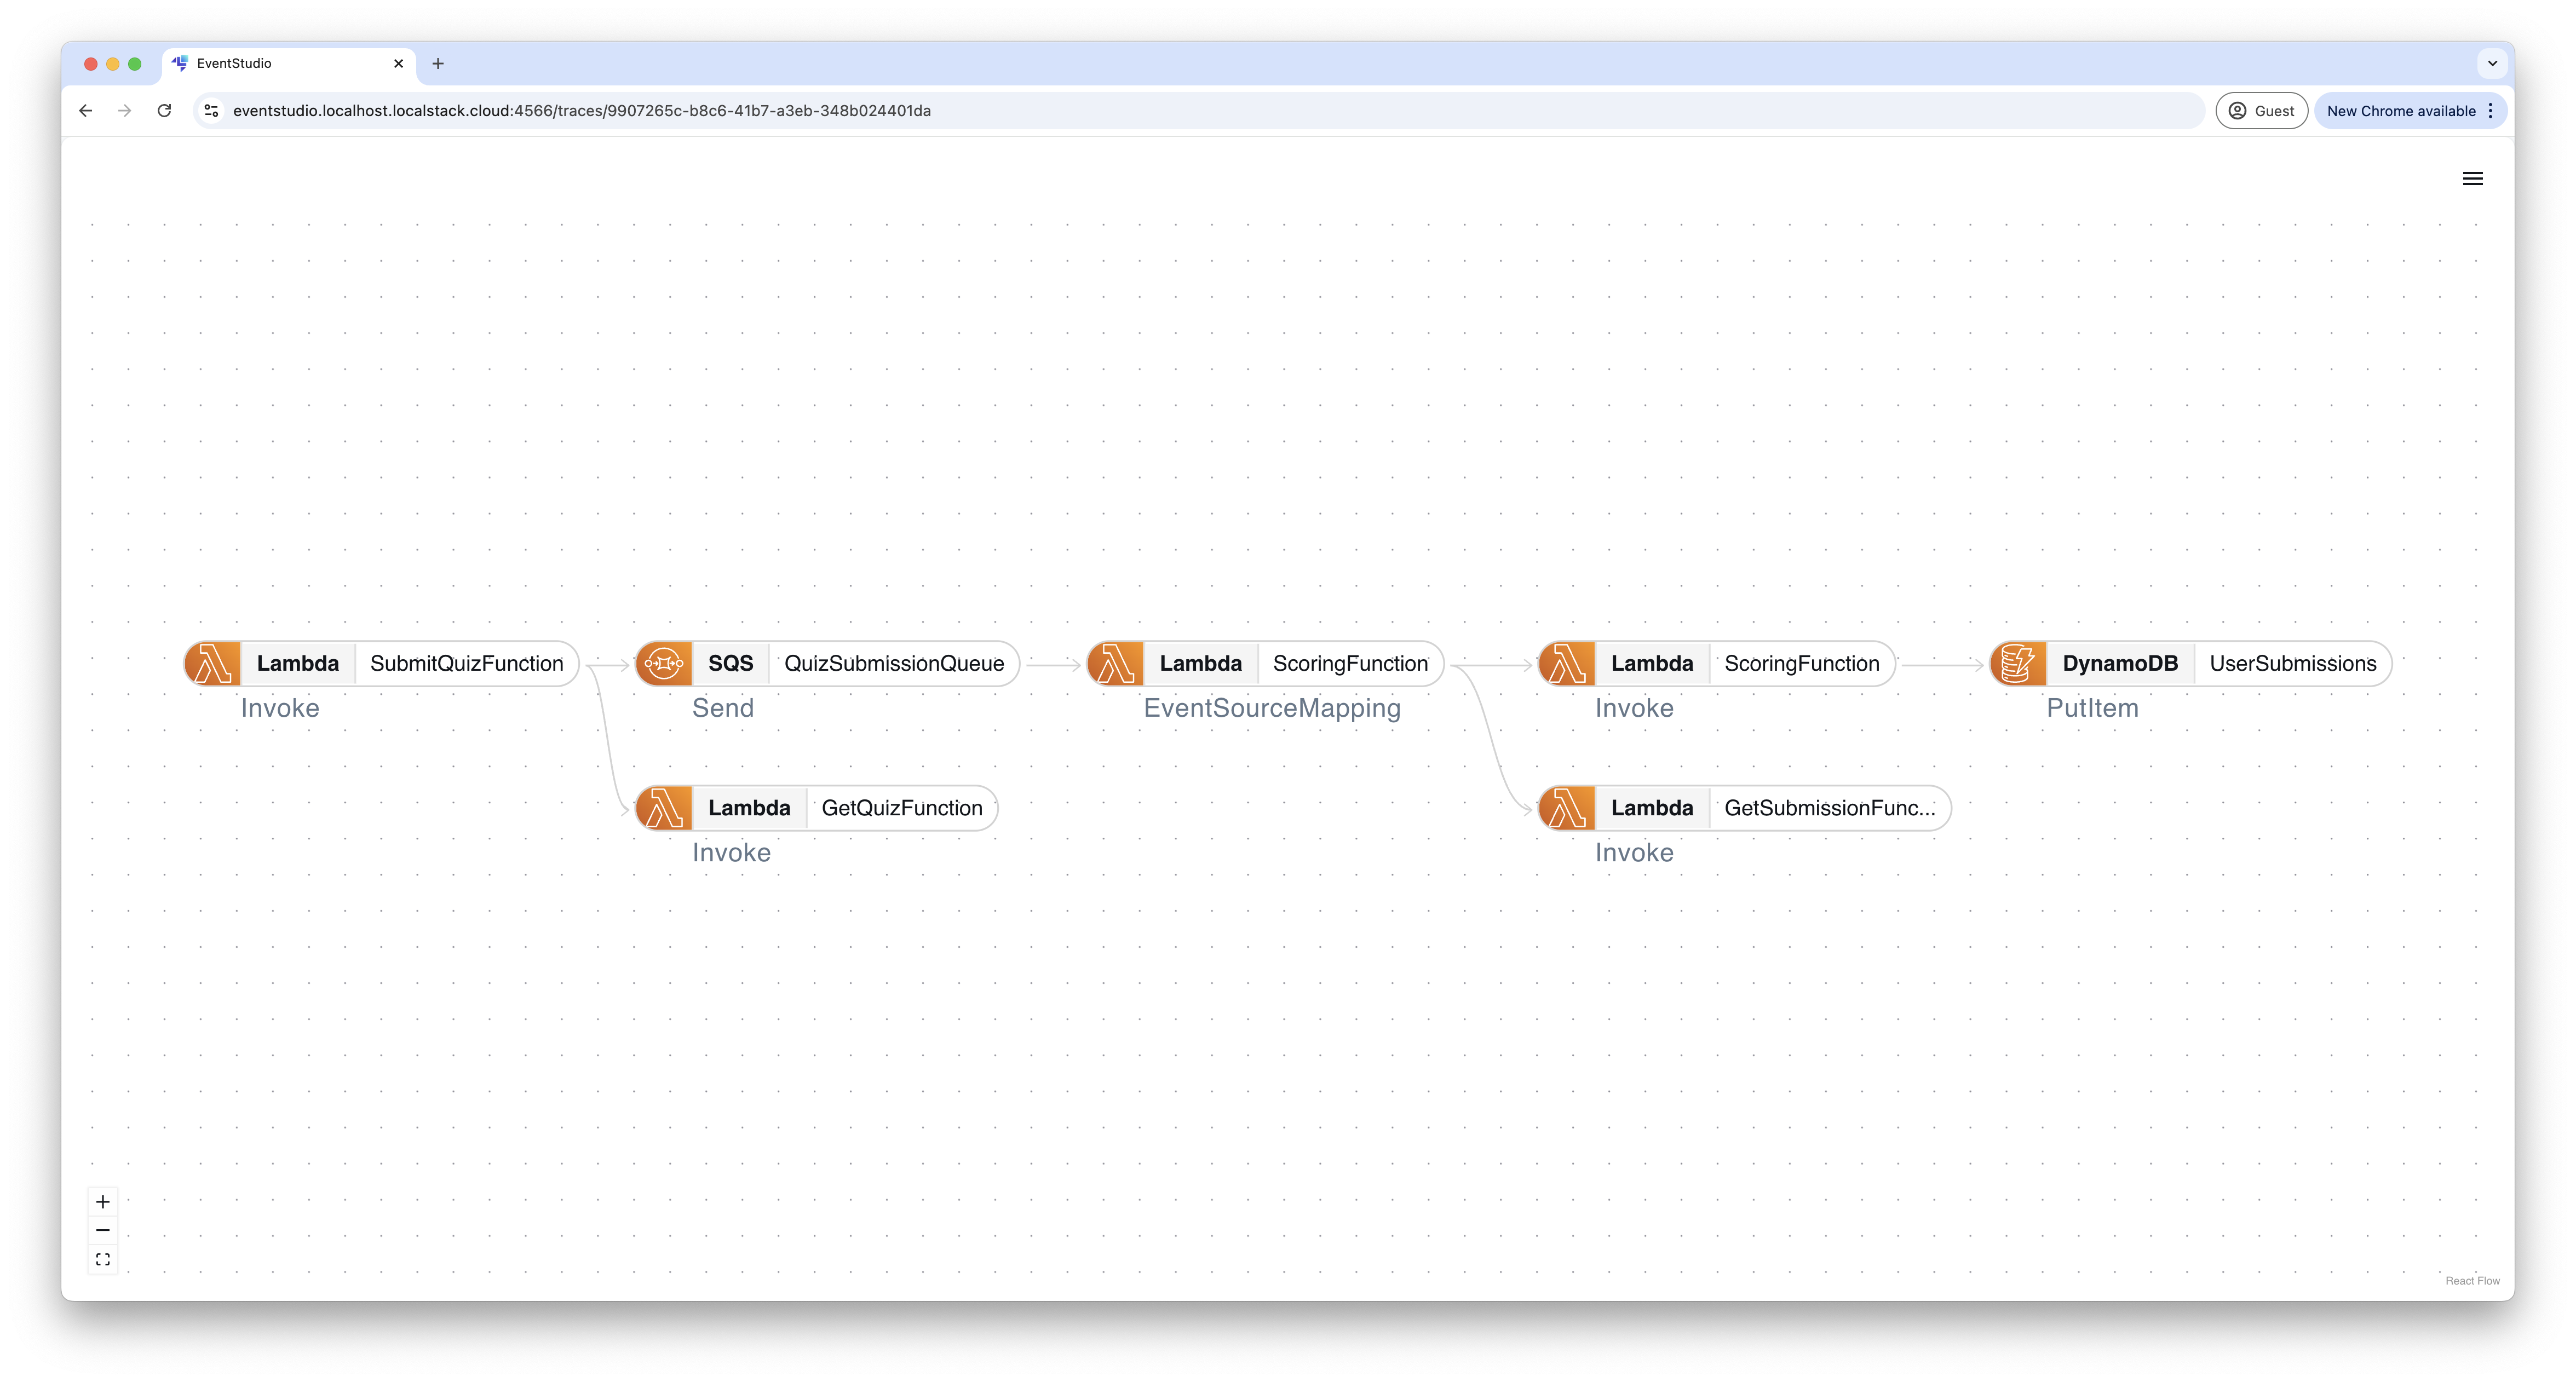 EventStudio
eventstudio.localhost.localstack.cloud:4566/traces/9907265c-b8c6-41b7-a3eb-348b024401da
Guest
New Chrome available
Lambda SubmitQuizFunction
Invoke
SQS QuizSubmissionQueue
Send
Lambda ScoringFunction
EventSourceMapping
Lambda ScoringFunction
Invoke
DynamoDB UserSubmissions
PutItem
Lambda GetQuizFunction
Invoke
Lambda GetSubmissionFunc...
Invoke
React Flow